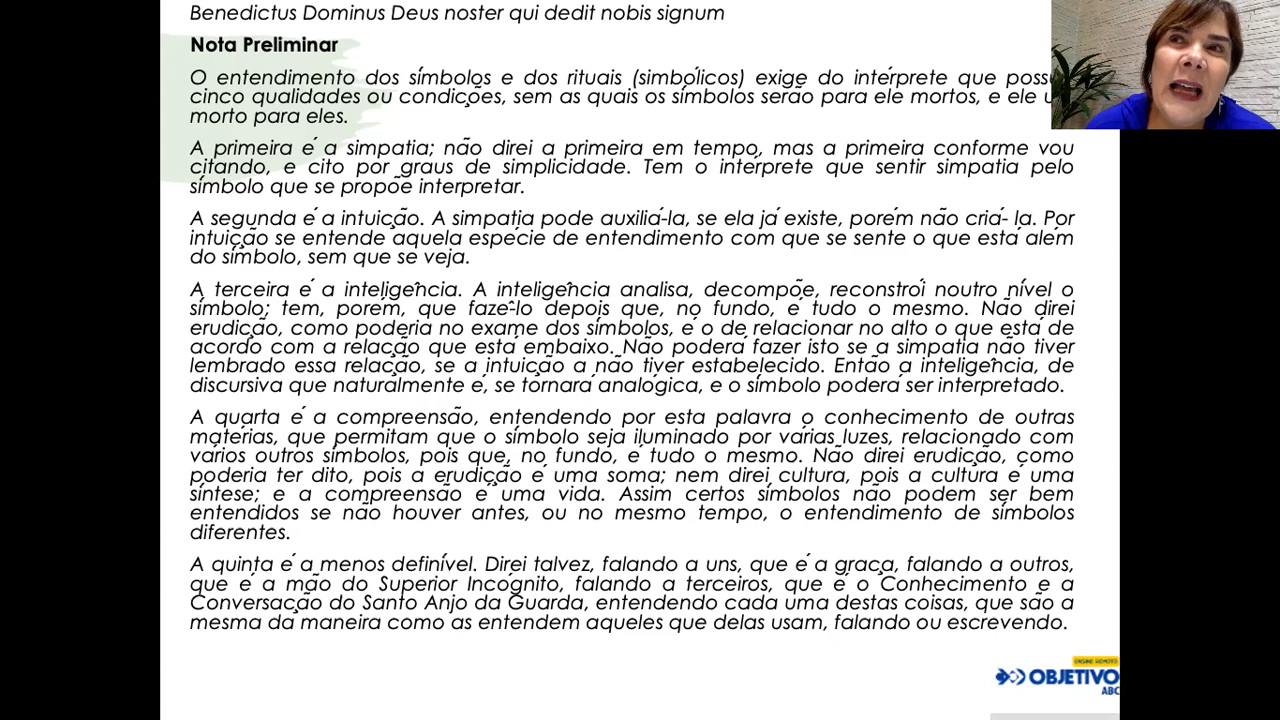 Benedictus Dominus Deus noster qui dedit nobis signum
Nota Preliminar
O entendimento dos símbolos e dos rituais (simbólicos) exige do intérprete que
cinco qualidades ou condições, sem as quais os símbolos serão para ele mortos, e ele
morto para eles.
A primeira é a simpatia; não direi a primeira em tempo, mas a primeira conforme vou
citando, e cito por graus de simplicidade. Tem o intérprete que sentir simpatia pelo
símbolo que se propõe interpretar.
A segunda é a intuição. A simpatia pode auxiliá-la, se ela já existe, porém não criá- la. Por
intuição se entende aquela espécie de entendimento com que se sente o que está além
do símbolo, sem que se veja.
A terceira é a inteligência. A inteligência analisa, decompõe, reconstrói noutro nível o
símbolo; tem, porém, que fazê-lo depois que, no fundo, é tudo o mesmo. Não direi
erudição, como poderia no exame dos símbolos, é o de relacionar no alto o que está de
acordo com a relação que está embaixo. Não poderá fazer isto se a simpatia não tiver
lembrado essa relação, se a intuição a não tiver estabelecido. Então a inteligência, de
discursiva que naturalmente é, se tornará analógica, e o símbolo poderá ser interpretado.
A quarta é a compreensão, entendendo por esta palavra o conhecimento de outras
matérias, que permitam que o símbolo seja iluminado por várias luzes, relacionado com
vários outros símbolos, pois que, no fundo, é tudo o mesmo. Não direi erudição, como
poderia ter dito, pois a erudição é uma soma; nem direi cultura, pois a cultura é uma
síntese; e a compreensão é uma vida. Assim certos símbolos não podem ser bem
entendidos se não houver antes, ou no mesmo tempo, o entendimento de símbolos
diferentes.
A quinta é a menos definível. Direi talvez, falando a uns, que é a graça, falando a outros,
que é a mão do Superior Incógnito, falando a terceiros, que é o Conhecimento e a
Conversação do Santo Anjo da Guarda, entendendo cada uma destas coisas, que são a
mesma da maneira como as entendem aqueles que delas usam, falando ou escrevendo.
ENSINO REMOTO
OBJETIVO
ABC